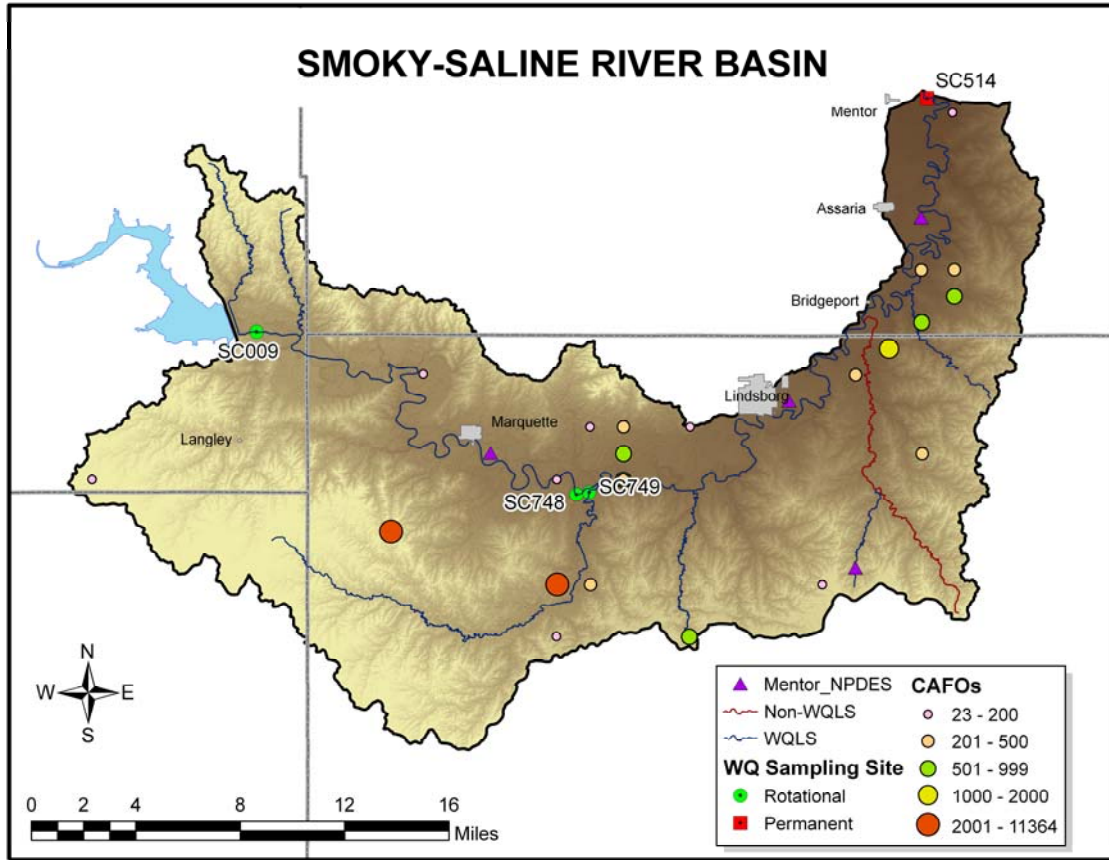 SMOKY-SALINE RIVER BASIN
SC514
Mentor
Assaria
Bridgeport
SC009
Lindsborg
Marquette
Langley
SC748
SC749
N
W
E
S
0 2 4 8 12 16
Miles
Mentor_NPDES
Non-WQLS
WQLS
WQ Sampling Site
Rotational
Permanent
CAFOs
23 - 200
201 - 500
501 - 999
1000 - 2000
2001 - 11364